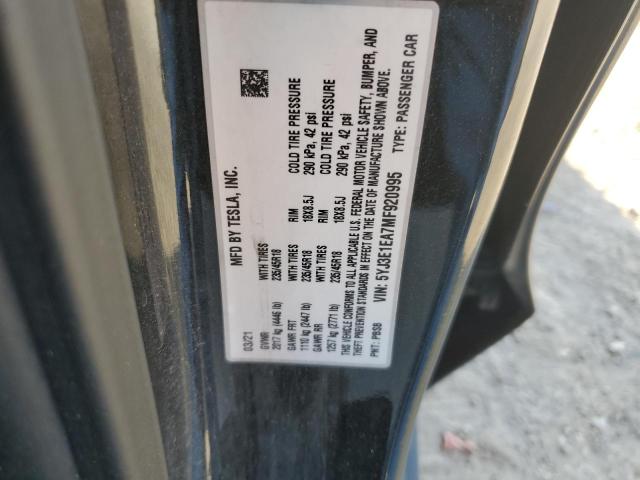 MFD BY TESLA, INC.
03/21
GVWR WITH TIRES RIM COLD TIRE PRESSURE
2017 kg (4446 lb) 235/45R18 18X8.5J 290 kPa, 42 psi
GAWR FRT WITH TIRES RIM COLD TIRE PRESSURE
1110 kg (2447 lb) 235/45R18 18X8.5J 290 kPa, 42 psi
GAWR RR
1257 kg (2771 lb)
THIS VEHICLE CONFORMS TO ALL APPLICABLE U.S. FEDERAL MOTOR VEHICLE SAFETY, BUMPER, AND
THEFT PREVENTION STANDARDS IN EFFECT ON THE DATE OF MANUFACTURE SHOWN ABOVE.
PNT: PBSB VIN: 5YJ3E1EA7MF920995 TYPE: PASSENGER CAR